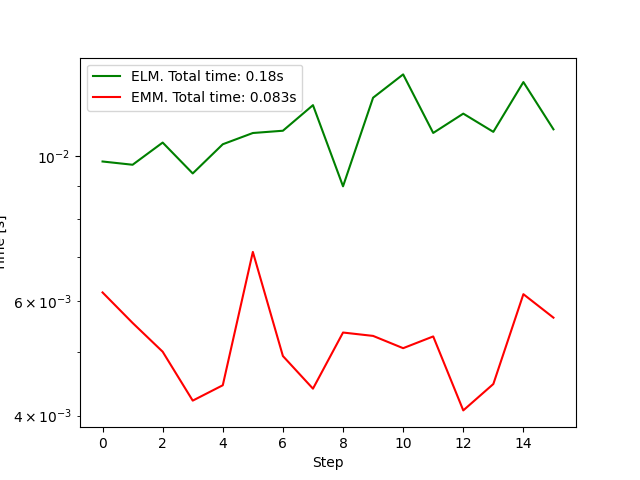 ELM. Total time: 0.18s
EMM. Total time: 0.083s
10⁻²
6 × 10⁻³
4 × 10⁻³
Time [s]
0 2 4 6 8 10 12 14
Step